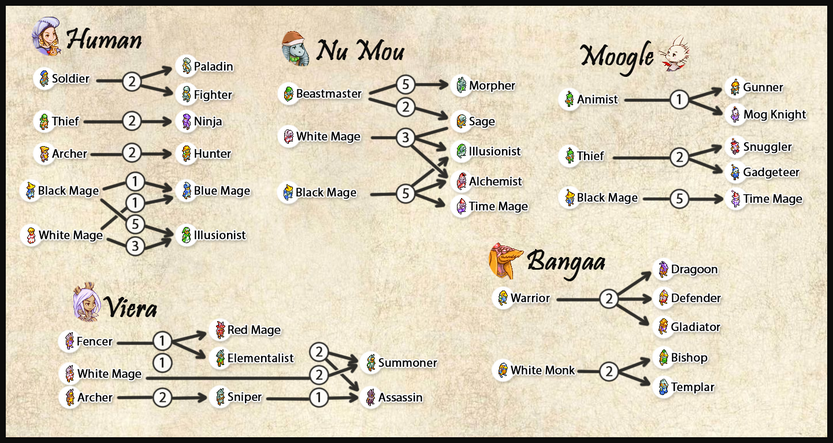 Human
Soldier
2
Paladin
Fighter
Thief
2
Ninja
Archer
2
Hunter
Black Mage
1
Blue Mage
1
5
White Mage
3
Illusionist
Nu Mou
Beastmaster
5
Morpher
2
Sage
White Mage
3
Illusionist
Alchemist
Black Mage
5
Time Mage
Moogle
Animist
1
Gunner
Mog Knight
Thief
2
Snuggler
Gadgeteer
Black Mage
5
Time Mage
Viera
Fencer
1
Red Mage
Elementalist
1
2
Summoner
White Mage
2
Archer
2
Sniper
1
Assassin
Bangaa
Warrior
2
Dragoon
Defender
Gladiator
White Monk
2
Bishop
Templar